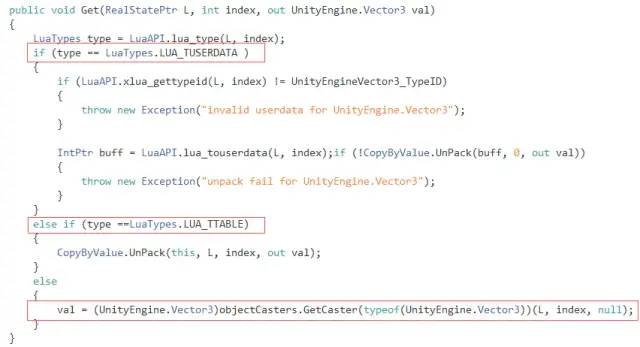 public void Get(RealStatePtr L, int index, out UnityEngine.Vector3 val)
{
    LuaTypes type = LuaAPI.lua_type(L, index);
    if (type == LuaTypes.LUA_TUSERDATA )
    {
        if (LuaAPI.xlua_gettypeid(L, index) != UnityEngineVector3_TypeID)
        {
            throw new Exception("invalid userdata for UnityEngine.Vector3");
        }

        IntPtr buff = LuaAPI.lua_touserdata(L, index);if (!CopyByValue.UnPack(buff, 0, out val))
        {
            throw new Exception("unpack fail for UnityEngine.Vector3");
        }
    }
    else if (type ==LuaTypes.LUA_TTABLE)
    {
        CopyByValue.UnPack(this, L, index, out val);
    }
    else
    {
        val = (UnityEngine.Vector3)objectCasters.GetCaster(typeof(UnityEngine.Vector3))(L, index, null);
    }
}